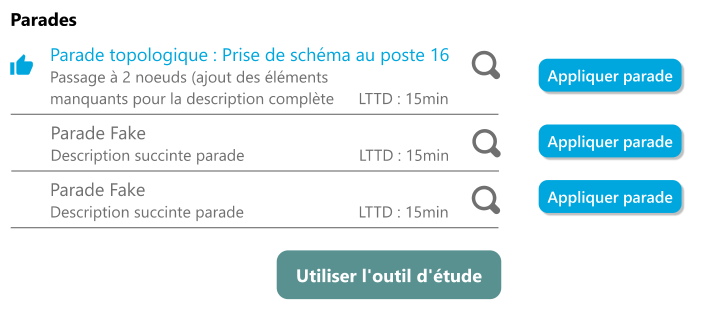 Parades
Parade topologique : Prise de schéma au poste 16
Passage à 2 noeuds (ajout des éléments
manquants pour la description complète LTTD : 15min
Appliquer parade
Parade Fake
Description succinte parade LTTD : 15min
Appliquer parade
Parade Fake
Description succinte parade LTTD : 15min
Appliquer parade
Utiliser l'outil d'étude